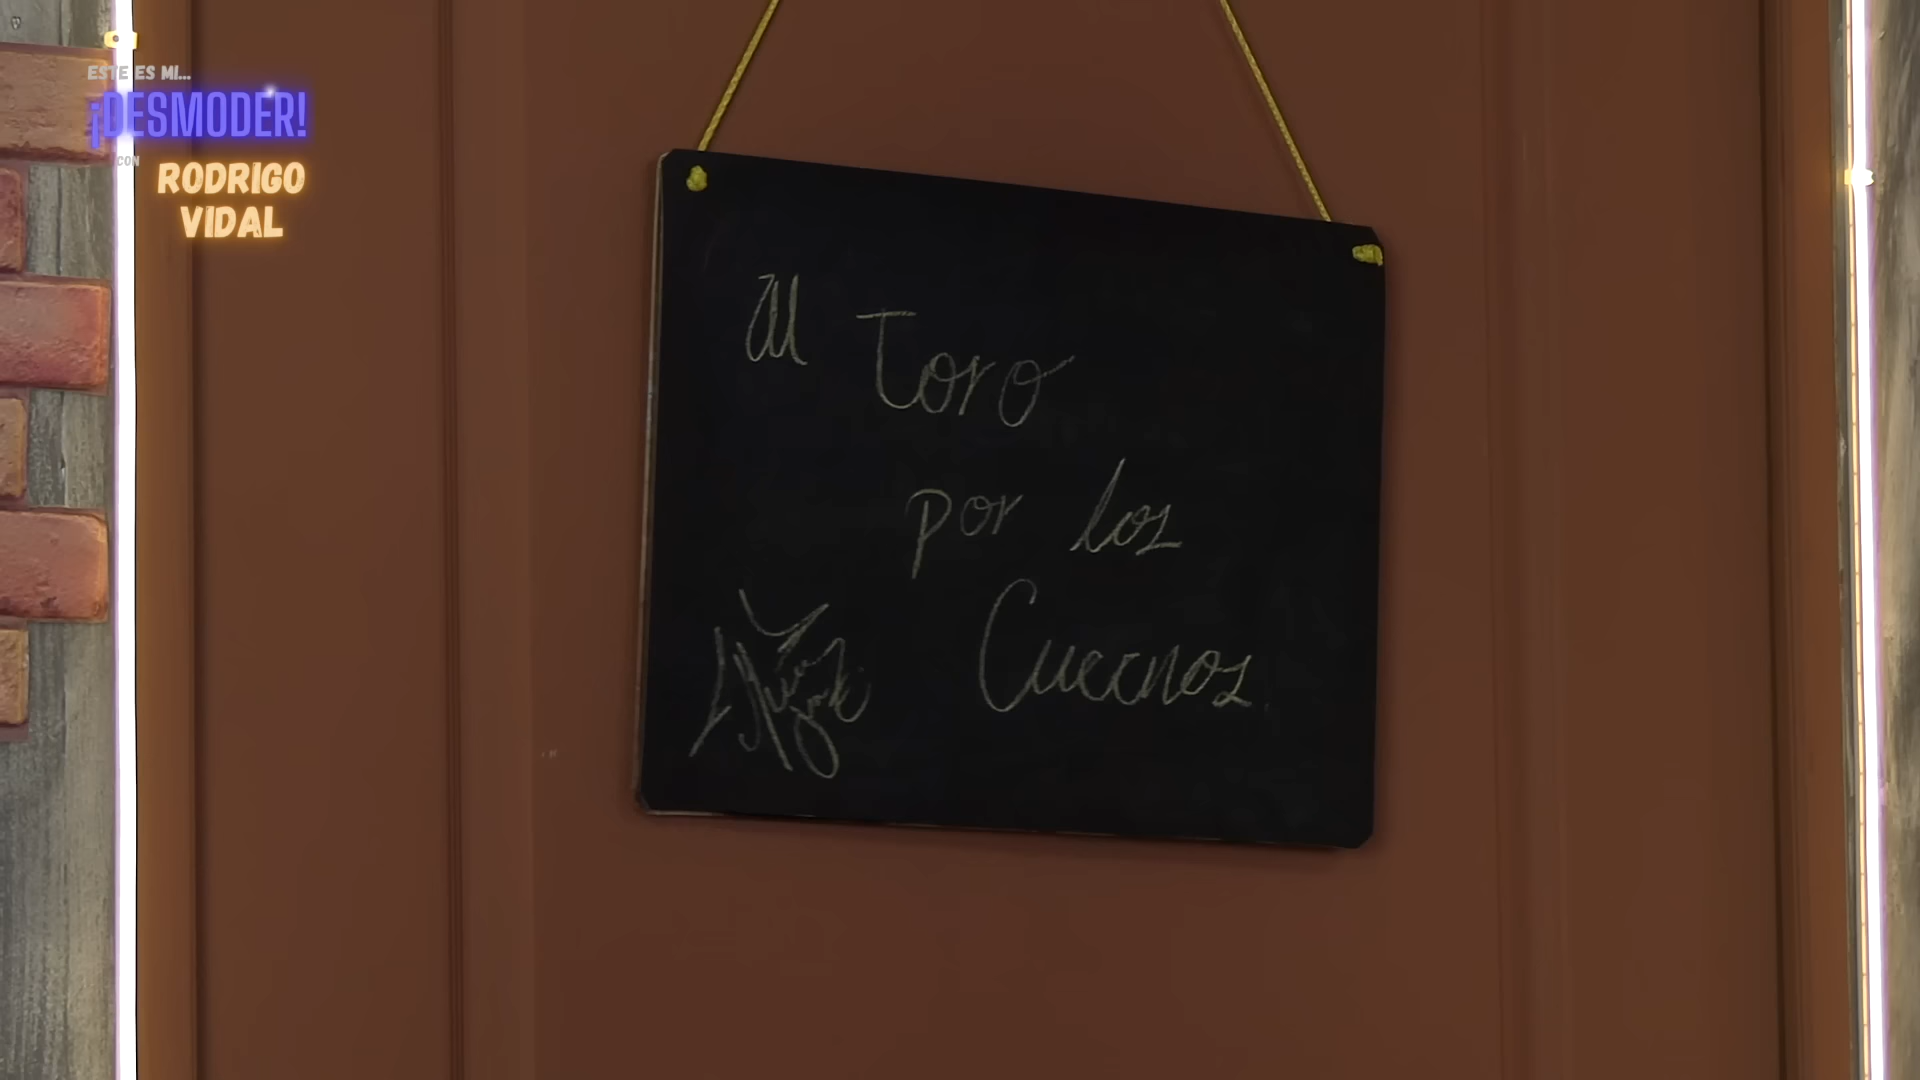 ESTE ES MI...
¡DESMODER!
CON
RODRIGO
VIDAL
Al Toro
por los
Cuernos.